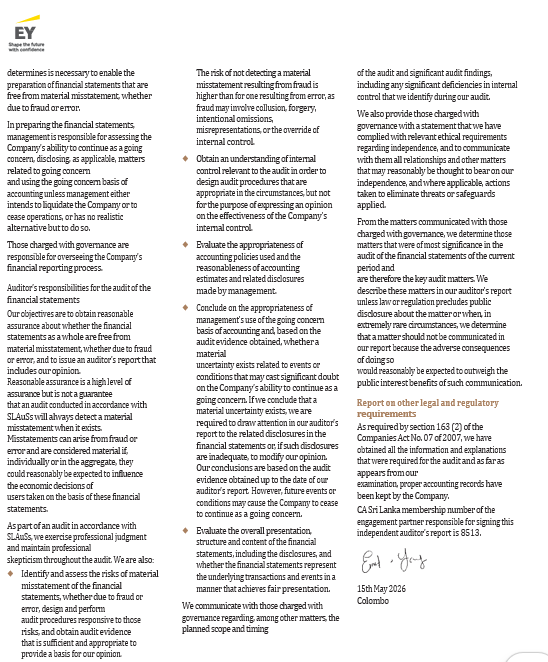 EY
Shape the future
with confidence
determines is necessary to enable the
preparation of financial statements that are
free from material misstatement, whether
due to fraud or error.
In preparing the financial statements,
management is responsible for assessing the
Company's ability to continue as a going
concern, disclosing, as applicable, matters
related to going concern
and using the going concern basis of
accounting unless management either
intends to liquidate the Company or to
cease operations, or has no realistic
alternative but to do so.
Those charged with governance are
responsible for overseeing the Company's
financial reporting process.
Auditor's responsibilities for the audit of the
financial statements
Our objectives are to obtain reasonable
assurance about whether the financial
statements as a whole are free from
material misstatement, whether due to fraud
or error, and to issue an auditor's report that
includes our opinion.
Reasonable assurance is a high level of
assurance but is not a guarantee
that an audit conducted in accordance with
SLAuSs will always detect a material
misstatement when it exists.
Misstatements can arise from fraud or
error and are considered material if,
individually or in the aggregate, they
could reasonably be expected to influence
the economic decisions of
users taken on the basis of these financial
statements.
As part of an audit in accordance with
SLAuSs, we exercise professional judgment
and maintain professional
skepticism throughout the audit. We are also:
◆ Identify and assess the risks of material
misstatement of the financial
statements, whether due to fraud or
error, design and perform
audit procedures responsive to those
risks, and obtain audit evidence
that is sufficient and appropriate to
provide a basis for our opinion.
The risk of not detecting a material
misstatement resulting from fraud is
higher than for one resulting from error, as
fraud may involve collusion, forgery,
intentional omissions,
misrepresentations, or the override of
internal control.
◆ Obtain an understanding of internal
control relevant to the audit in order to
design audit procedures that are
appropriate in the circumstances, but not
for the purpose of expressing an opinion
on the effectiveness of the Company's
internal control.
◆ Evaluate the appropriateness of
accounting policies used and the
reasonableness of accounting
estimates and related disclosures
made by management.
◆ Conclude on the appropriateness of
management's use of the going concern
basis of accounting and, based on the
audit evidence obtained, whether a
material
uncertainty exists related to events or
conditions that may cast significant doubt
on the Company's ability to continue as a
going concern. If we conclude that a
material uncertainty exists, we are
required to draw attention in our auditor's
report to the related disclosures in the
financial statements or, if such disclosures
are inadequate, to modify our opinion.
Our conclusions are based on the audit
evidence obtained up to the date of our
auditor's report. However, future events or
conditions may cause the Company to cease
to continue as a going concern.
◆ Evaluate the overall presentation,
structure and content of the financial
statements, including the disclosures, and
whether the financial statements represent
the underlying transactions and events in a
manner that achieves fair presentation.
We communicate with those charged with
governance regarding, among other matters, the
planned scope and timing
of the audit and significant audit findings,
including any significant deficiencies in internal
control that we identify during our audit.
We also provide those charged with
governance with a statement that we have
complied with relevant ethical requirements
regarding independence, and to communicate
with them all relationships and other matters
that may reasonably be thought to bear on our
independence, and where applicable, actions
taken to eliminate threats or safeguards
applied.
From the matters communicated with those
charged with governance, we determine those
matters that were of most significance in the
audit of the financial statements of the current
period and
are therefore the key audit matters. We
describe these matters in our auditor's report
unless law or regulation precludes public
disclosure about the matter or when, in
extremely rare circumstances, we determine
that a matter should not be communicated in
our report because the adverse consequences
of doing so
would reasonably be expected to outweigh the
public interest benefits of such communication.
Report on other legal and regulatory
requirements
As required by section 163 (2) of the
Companies Act No. 07 of 2007, we have
obtained all the information and explanations
that were required for the audit and as far as
appears from our
examination, proper accounting records have
been kept by the Company.
CA Sri Lanka membership number of the
engagement partner responsible for signing this
independent auditor's report is 8513.
15th May 2026
Colombo